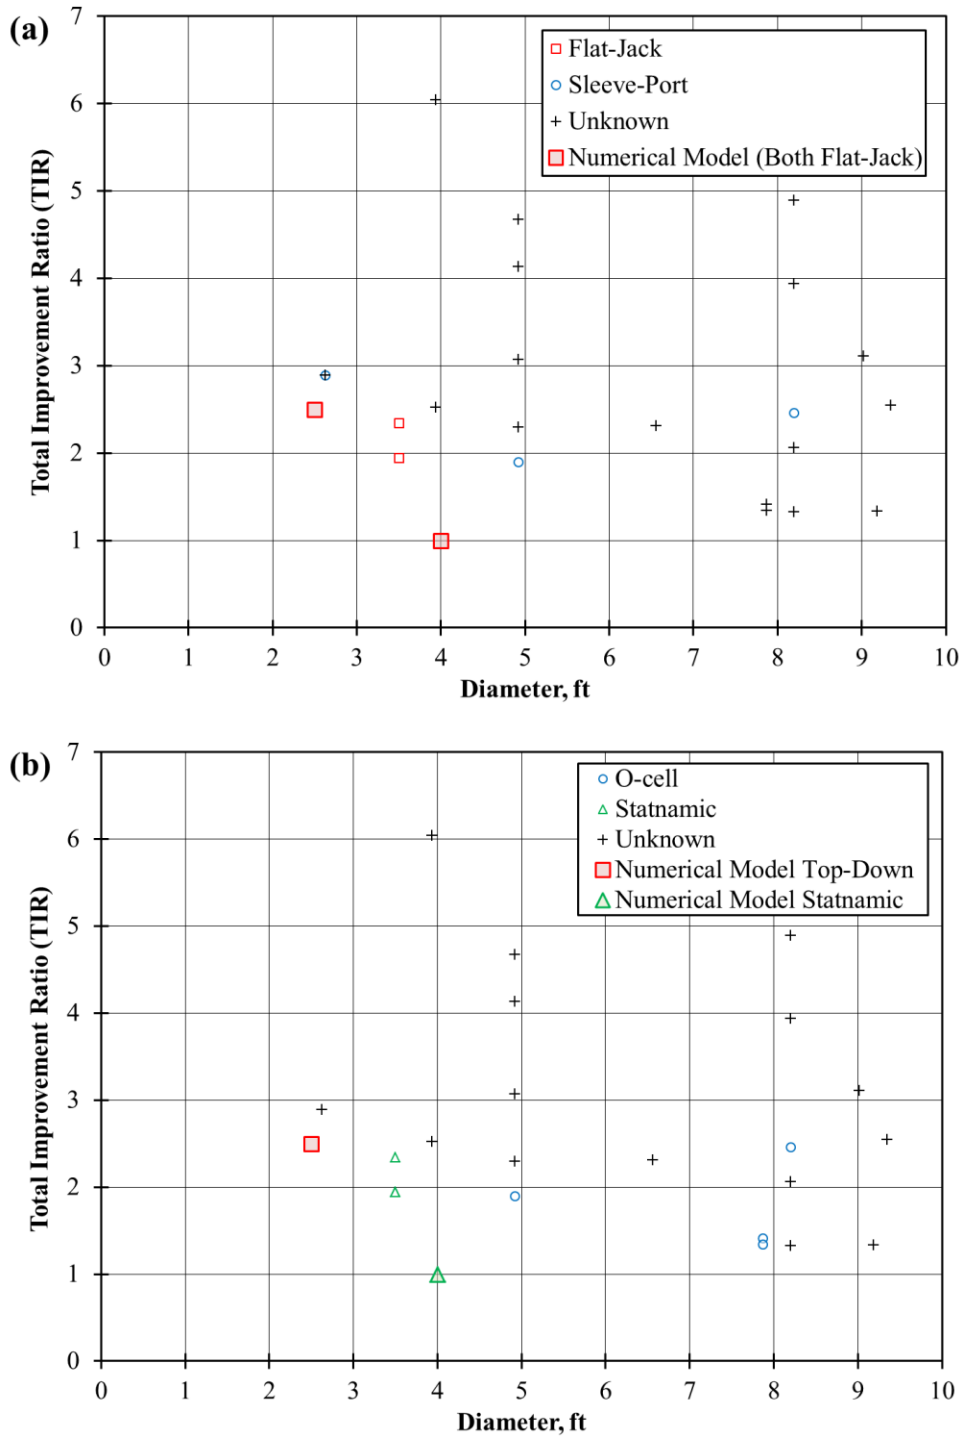 (a)
Flat-Jack
Sleeve-Port
Unknown
Numerical Model (Both Flat-Jack)
Total Improvement Ratio (TIR)
7
6
5
4
3
2
1
0
0 1 2 3 4 5 6 7 8 9 10
Diameter, ft
(b)
O-cell
Statnamic
Unknown
Numerical Model Top-Down
Numerical Model Statnamic
Total Improvement Ratio (TIR)
7
6
5
4
3
2
1
0
0 1 2 3 4 5 6 7 8 9 10
Diameter, ft